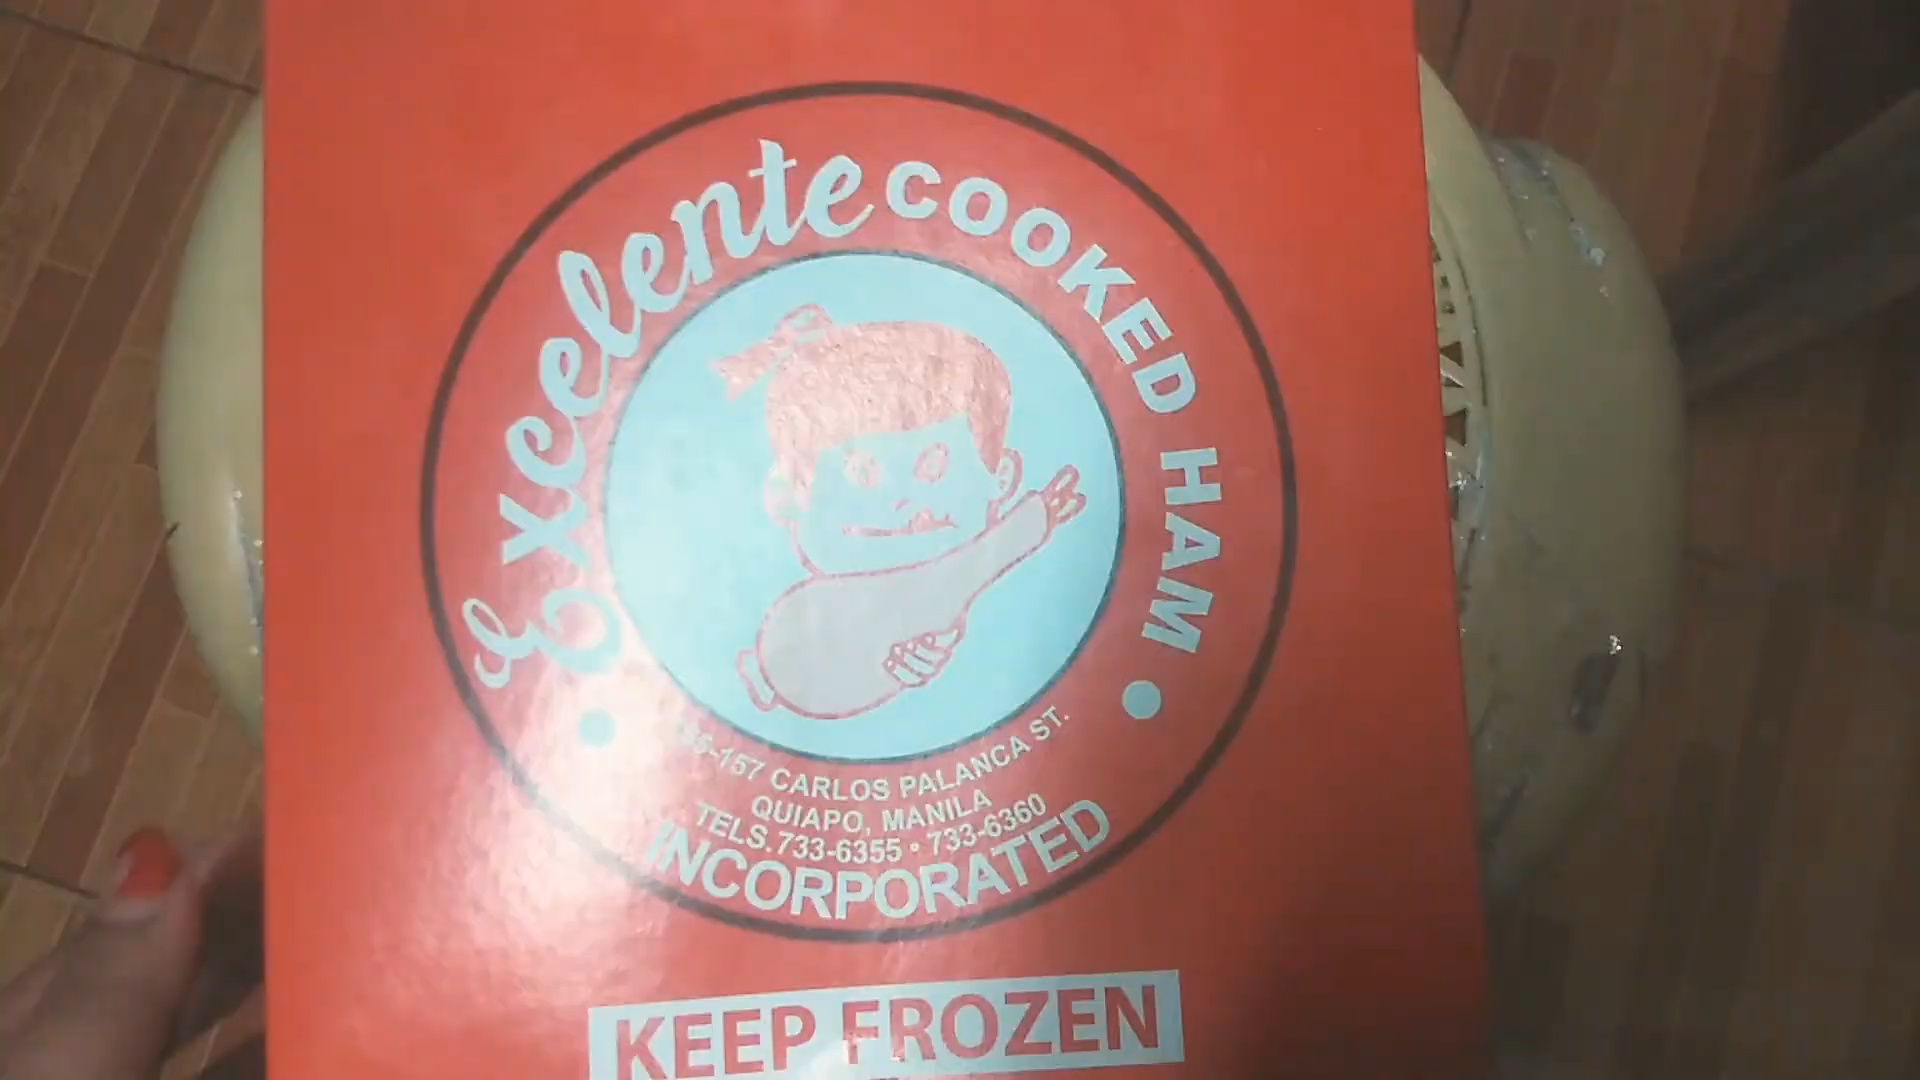 Excelente COOKED HAM
-157 CARLOS PALANCA ST.
QUIAPO, MANILA
TELS.733-6355 • 733-6360
INCORPORATED
KEEP FROZEN